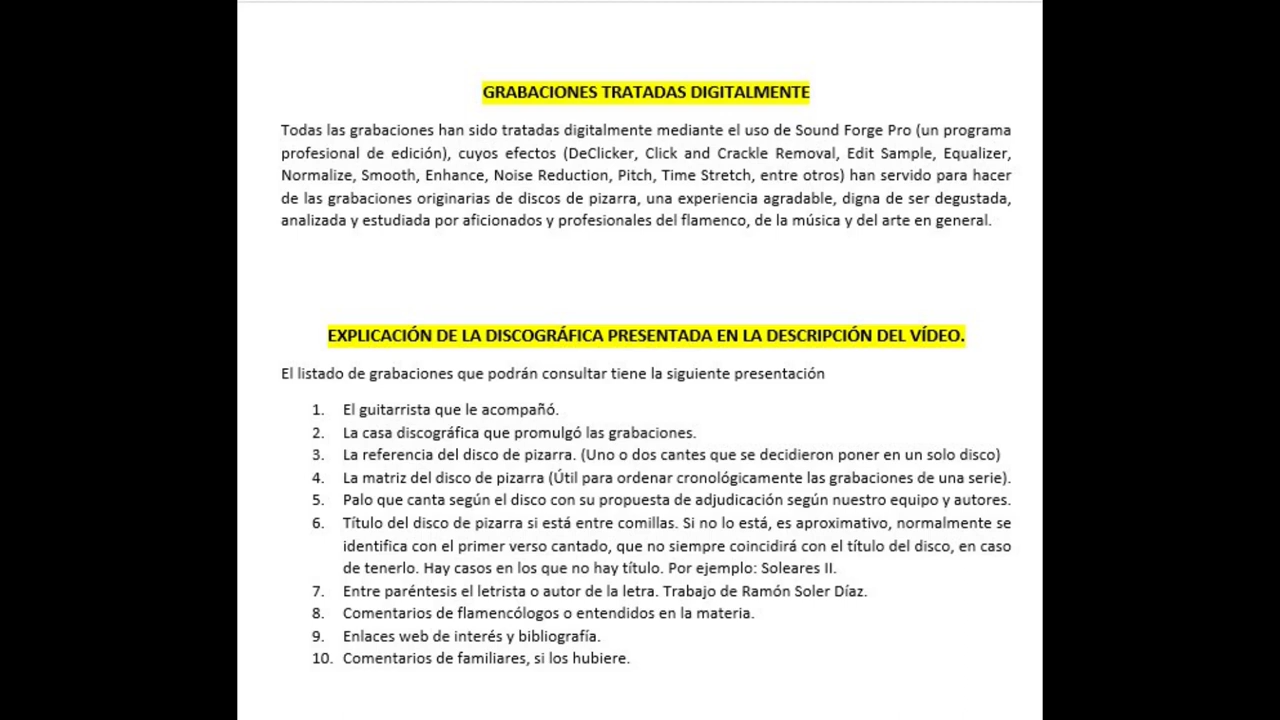 GRABACIONES TRATADAS DIGITALMENTE
Todas las grabaciones han sido tratadas digitalmente mediante el uso de Sound Forge Pro (un programa
profesional de edición), cuyos efectos (DeClicker, Click and Crackle Removal, Edit Sample, Equalizer,
Normalize, Smooth, Enhance, Noise Reduction, Pitch, Time Stretch, entre otros) han servido para hacer
de las grabaciones originarias de discos de pizarra, una experiencia agradable, digna de ser degustada,
analizada y estudiada por aficionados y profesionales del flamenco, de la música y del arte en general.
EXPLICACIÓN DE LA DISCOGRÁFICA PRESENTADA EN LA DESCRIPCIÓN DEL VÍDEO.
El listado de grabaciones que podrán consultar tiene la siguiente presentación
1. El guitarrista que le acompañó.
2. La casa discográfica que promulgó las grabaciones.
3. La referencia del disco de pizarra. (Uno o dos cantes que se decidieron poner en un solo disco)
4. La matriz del disco de pizarra (Útil para ordenar cronológicamente las grabaciones de una serie).
5. Palo que canta según el disco con su propuesta de adjudicación según nuestro equipo y autores.
6. Título del disco de pizarra si está entre comillas. Si no lo está, es aproximativo, normalmente se
identifica con el primer verso cantado, que no siempre coincidirá con el título del disco, en caso
de tenerlo. Hay casos en los que no hay título. Por ejemplo: Soleares II.
7. Entre paréntesis el letrista o autor de la letra. Trabajo de Ramón Soler Díaz.
8. Comentarios de flamencólogos o entendidos en la materia.
9. Enlaces web de interés y bibliografía.
10. Comentarios de familiares, si los hubiere.